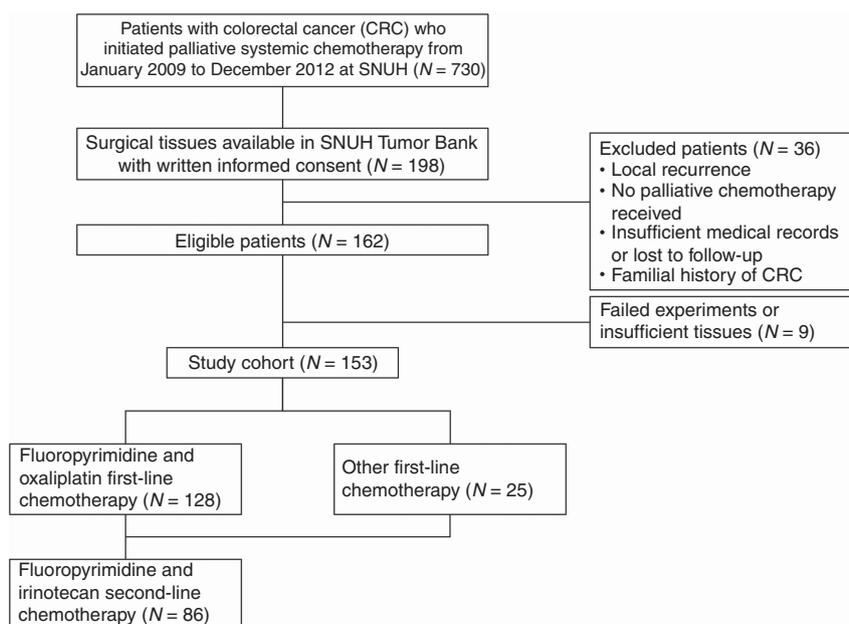 Patients with colorectal cancer (CRC) who
initiated palliative systemic chemotherapy from
January 2009 to December 2012 at SNUH (N = 730)
Surgical tissues available in SNUH Tumor Bank
with written informed consent (N = 198)
Excluded patients (N = 36)
• Local recurrence
• No palliative chemotherapy
received
• Insufficient medical records
or lost to follow-up
• Familial history of CRC
Eligible patients (N = 162)
Failed experiments or
insufficient tissues (N = 9)
Study cohort (N = 153)
Fluoropyrimidine and
oxaliplatin first-line
chemotherapy (N = 128)
Other first-line
chemotherapy (N = 25)
Fluoropyrimidine and
irinotecan second-line
chemotherapy (N = 86)